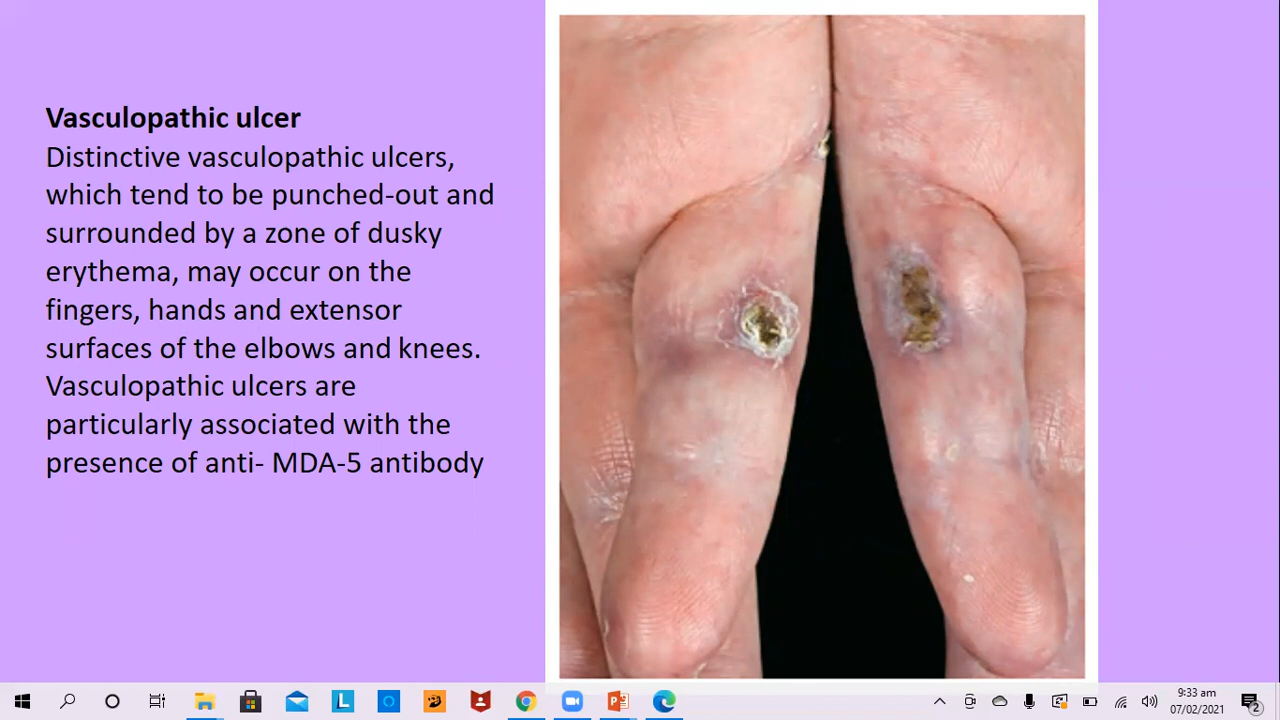 Vasculopathic ulcer
Distinctive vasculopathic ulcers,
which tend to be punched-out and
surrounded by a zone of dusky
erythema, may occur on the
fingers, hands and extensor
surfaces of the elbows and knees.
Vasculopathic ulcers are
particularly associated with the
presence of anti- MDA-5 antibody
L
9:33 am
07/02/2021
2